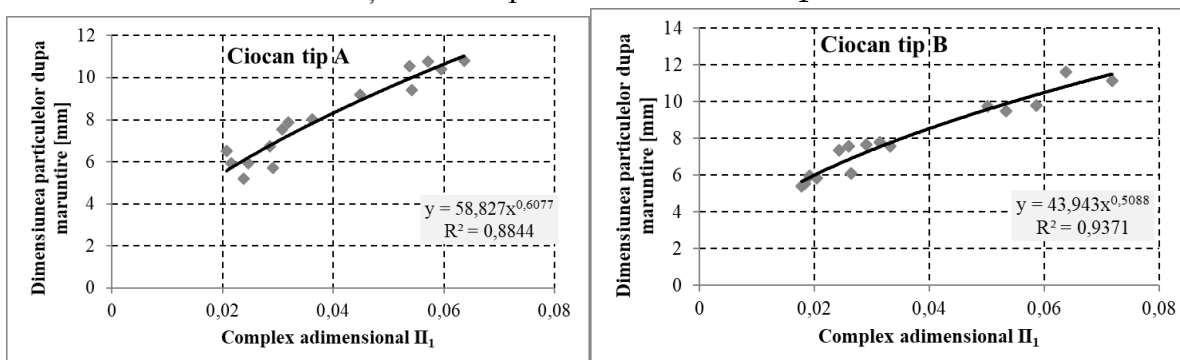 Ciocan tip A
Dimensiunea particulelor dupa
maruntire [mm]
12
10
8
6
4
2
0
y = 58,827x^0,6077
R² = 0,8844
0
0,02
0,04
0,06
0,08
Complex adimensional II₁
Ciocan tip B
Dimensiunea particulelor dupa
maruntire [mm]
14
12
10
8
6
4
2
0
y = 43,943x^0,5088
R² = 0,9371
0
0,02
0,04
0,06
0,08
Complex adimensional II₁